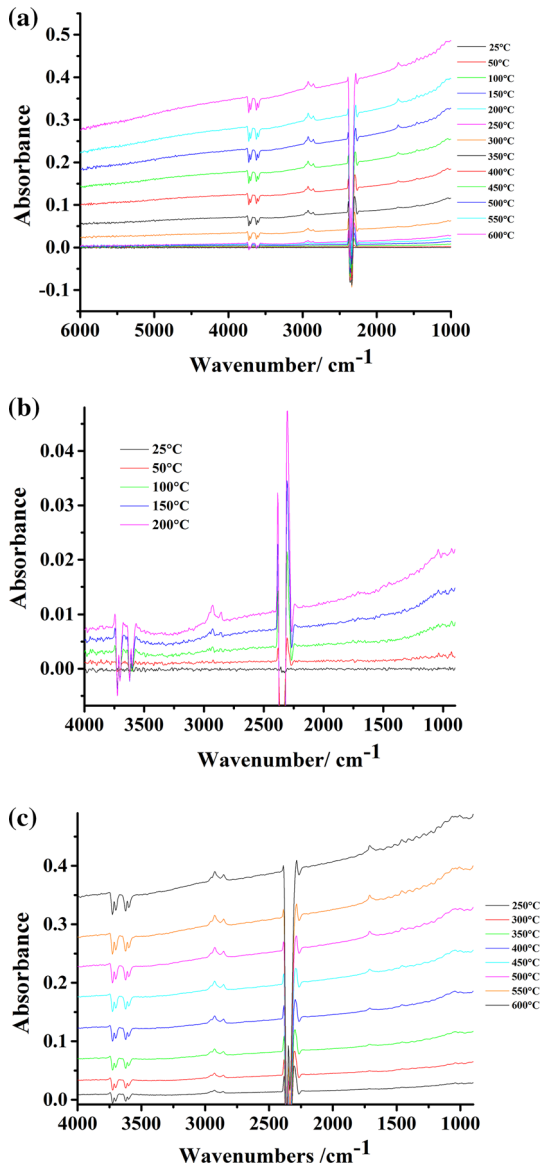 (a)
Absorbance
0.5
0.4
0.3
0.2
0.1
0.0
-0.1
6000 5000 4000 3000 2000 1000
Wavenumber/ cm-1
25°C
50°C
100°C
150°C
200°C
250°C
300°C
350°C
400°C
450°C
500°C
550°C
600°C
(b)
Absorbance
0.04
0.03
0.02
0.01
0.00
4000 3500 3000 2500 2000 1500 1000
Wavenumber/ cm-1
25°C
50°C
100°C
150°C
200°C
(c)
Absorbance
0.4
0.3
0.2
0.1
0.0
4000 3500 3000 2500 2000 1500 1000
Wavenumbers /cm-1
250°C
300°C
350°C
400°C
450°C
500°C
550°C
600°C